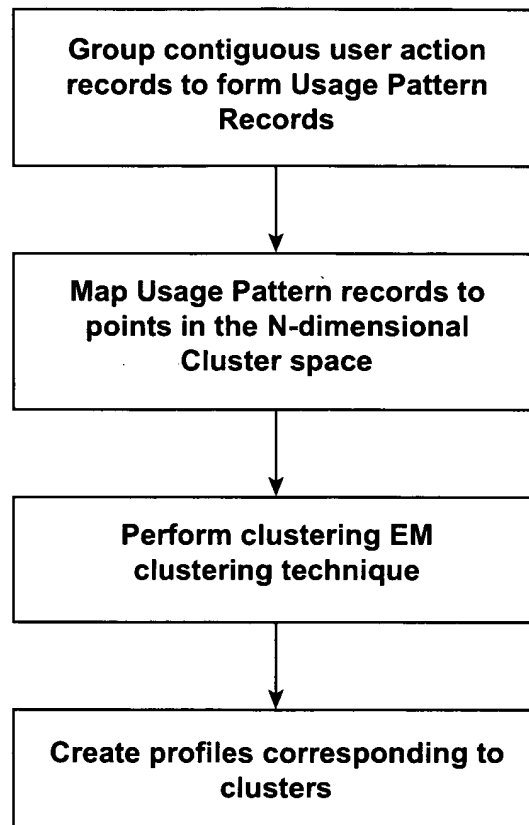 Group contiguous user action
records to form Usage Pattern
Records
Map Usage Pattern records to
points in the N-dimensional
Cluster space
Perform clustering EM
clustering technique
Create profiles corresponding to
clusters